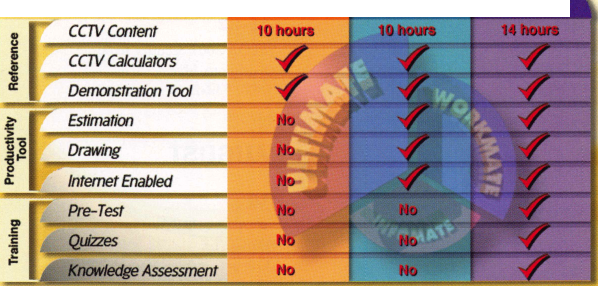 Reference
CCTV Content 10 hours 10 hours 14 hours
CCTV Calculators
Demonstration Tool
Productivity Tool
Estimation No
Drawing No
Internet Enabled No
Training
Pre-Test No No
Quizzes No No
Knowledge Assessment No No
ULTIMATE
WORKMATE